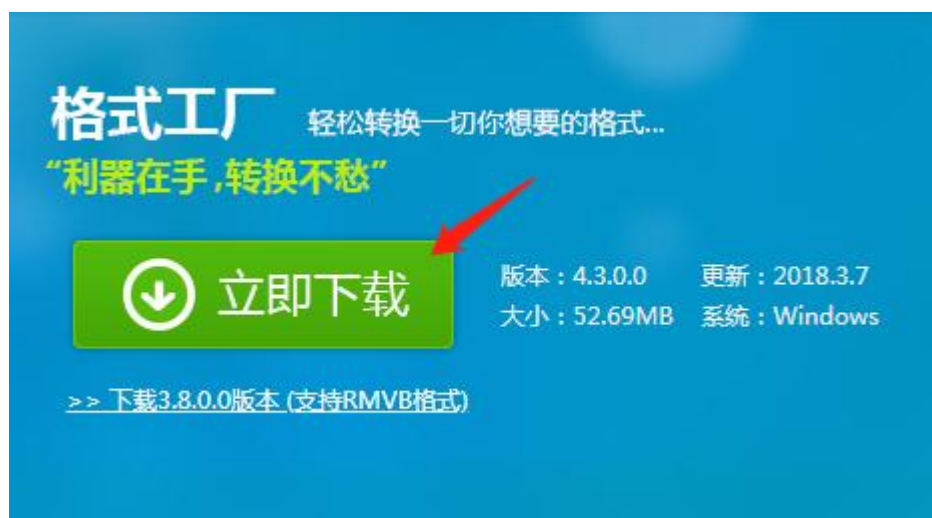 格式工厂 轻松转换一切你想要的格式...
“利器在手,转换不愁”
立即下载
版本：4.3.0.0 更新：2018.3.7
大小：52.69MB 系统：Windows
>> 下载3.8.0.0版本 (支持RMVB格式)